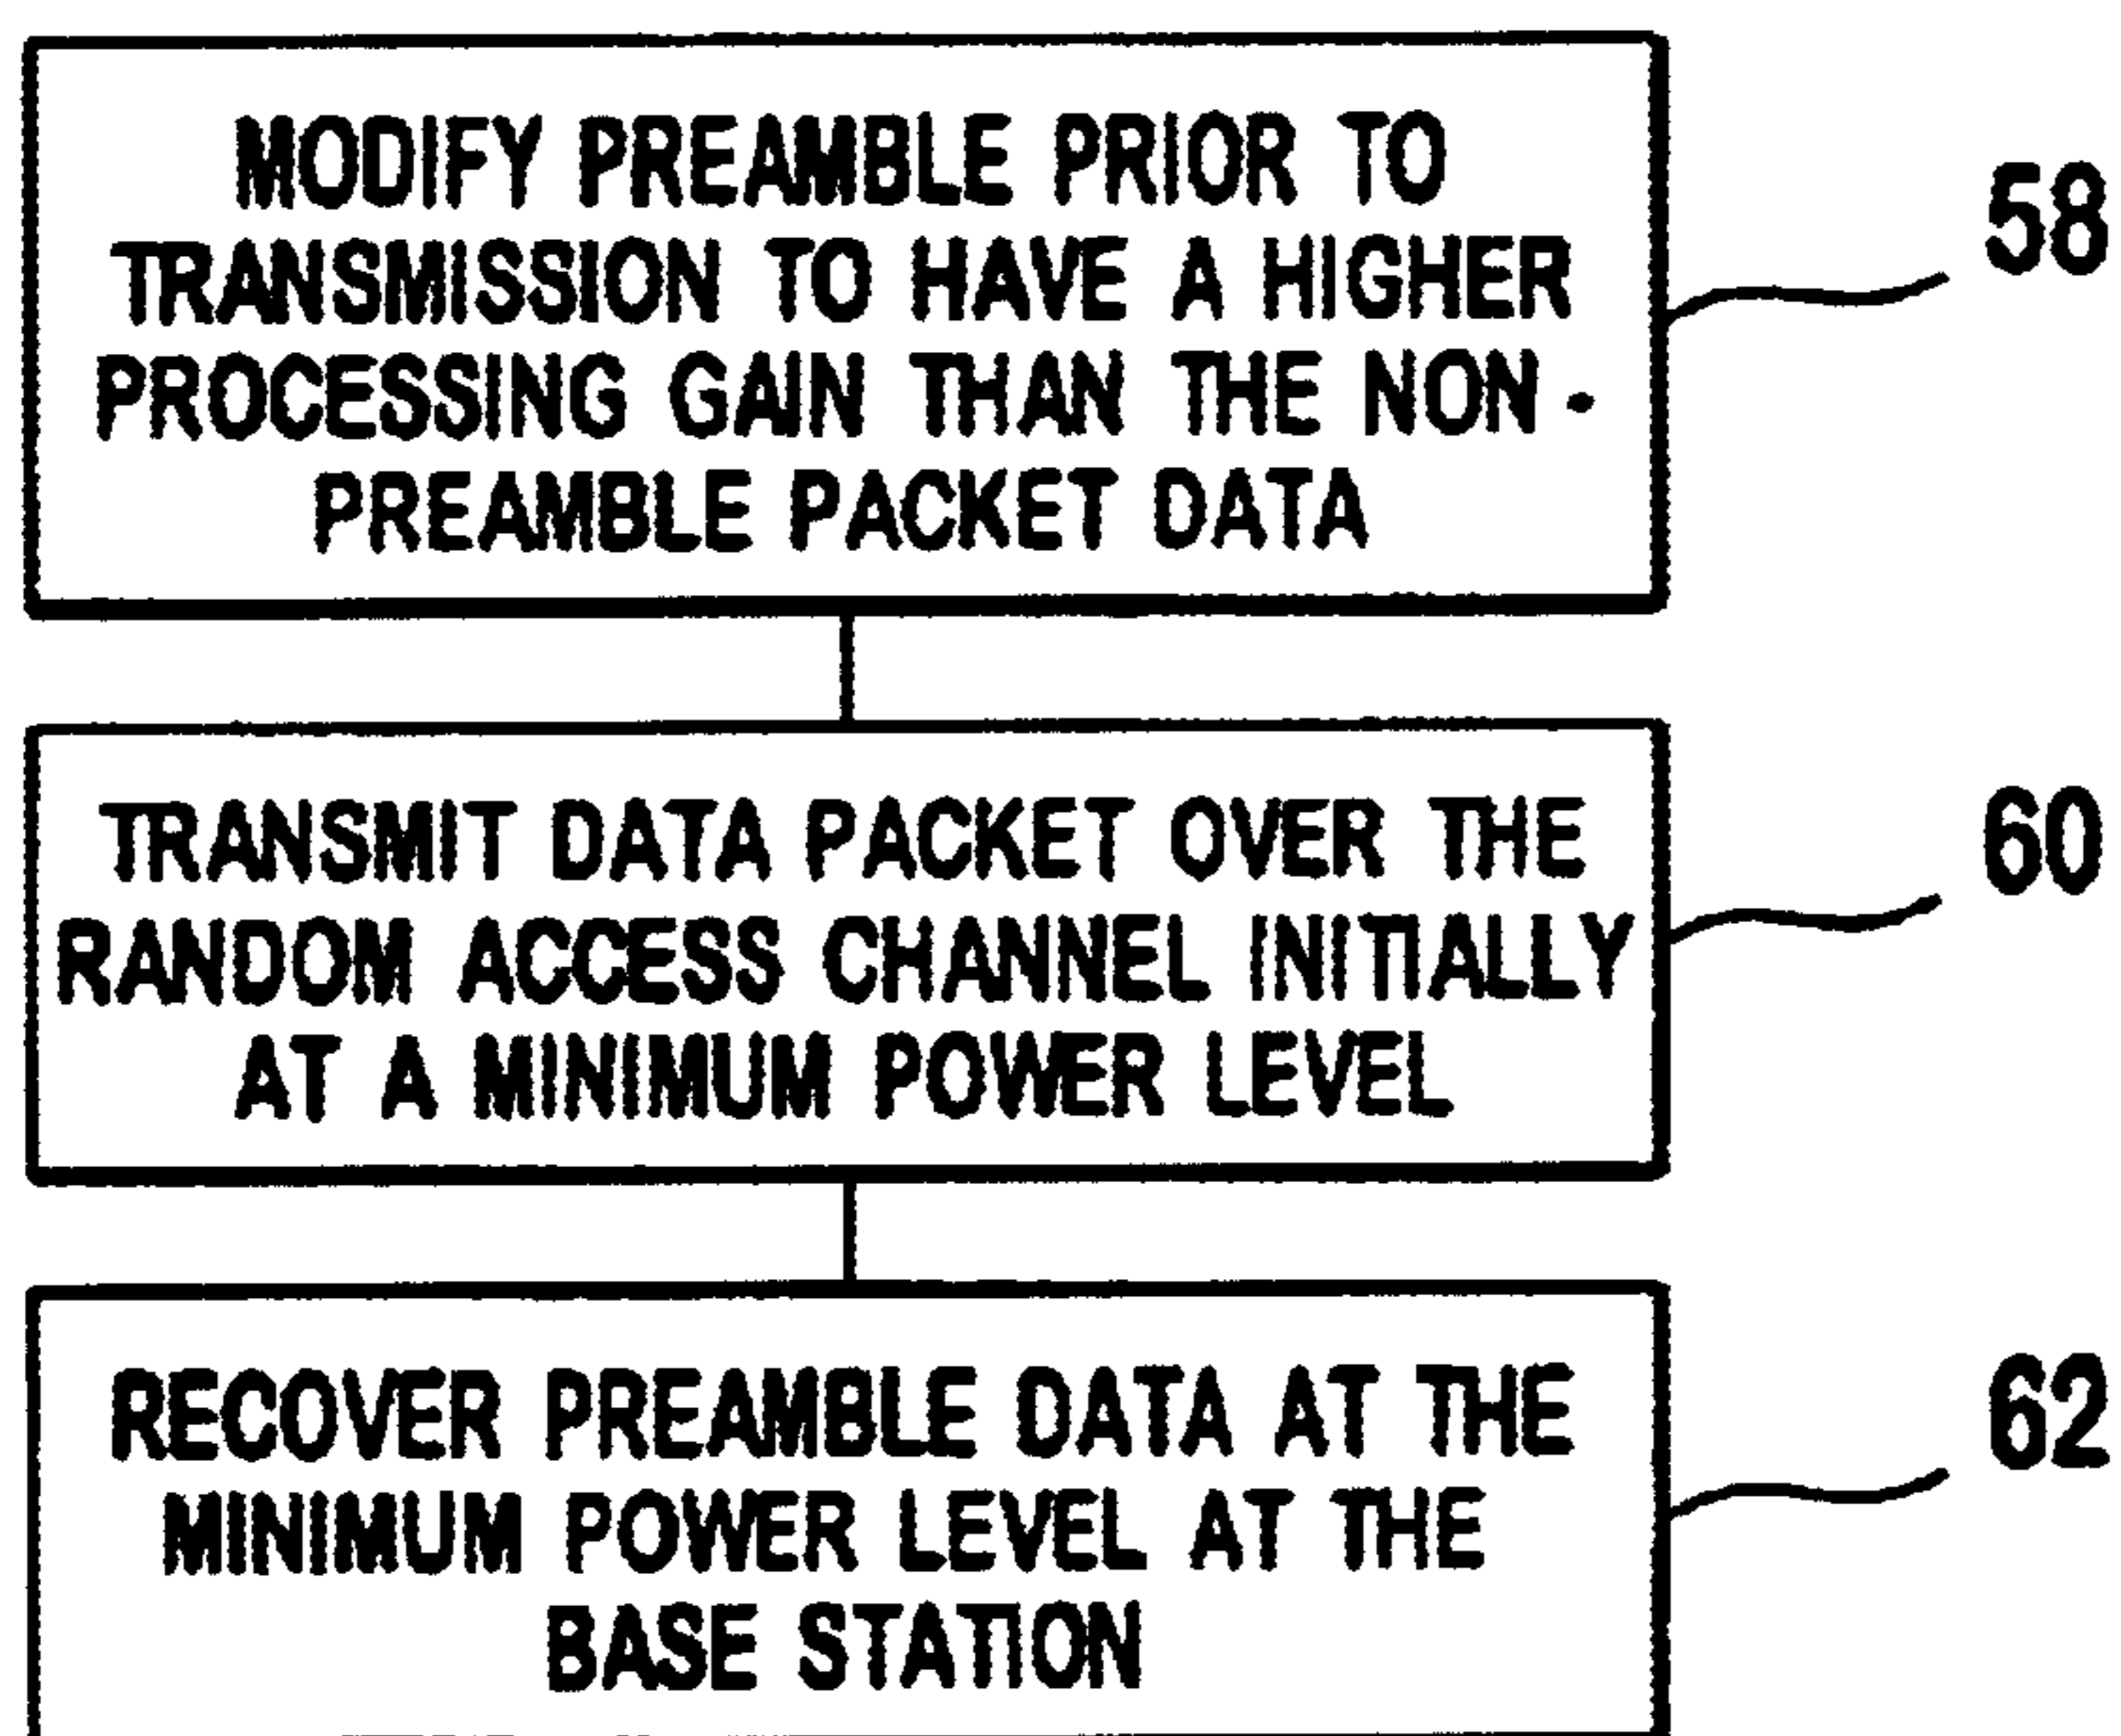 MODIFY PREAMBLE PRIOR TO
TRANSMISSION TO HAVE A HIGHER
PROCESSING GAIN THAN THE NON-
PREAMBLE PACKET DATA
58
TRANSMIT DATA PACKET OVER THE
RANDOM ACCESS CHANNEL INITIALLY
AT A MINIMUM POWER LEVEL
60
RECOVER PREAMBLE DATA AT THE
MINIMUM POWER LEVEL AT THE
BASE STATION
62